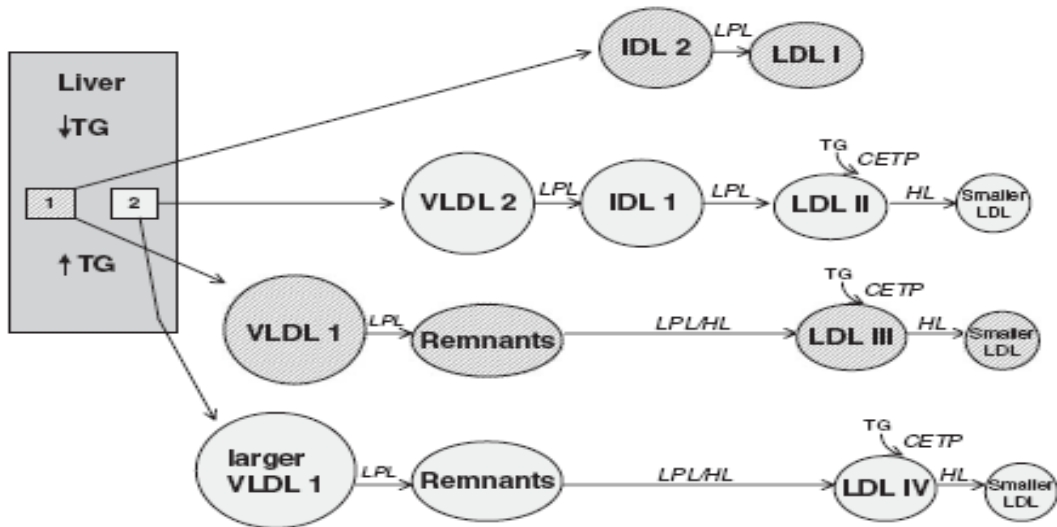 Liver
↓TG
1
2
↑ TG
IDL 2
LPL
LDL I
VLDL 2
LPL
IDL 1
LPL
TG
CETP
LDL II
HL
Smaller
LDL
VLDL 1
LPL
Remnants
LPL/HL
TG
CETP
LDL III
HL
Smaller
LDL
larger
VLDL 1
LPL
Remnants
LPL/HL
TG
CETP
LDL IV
HL
Smaller
LDL